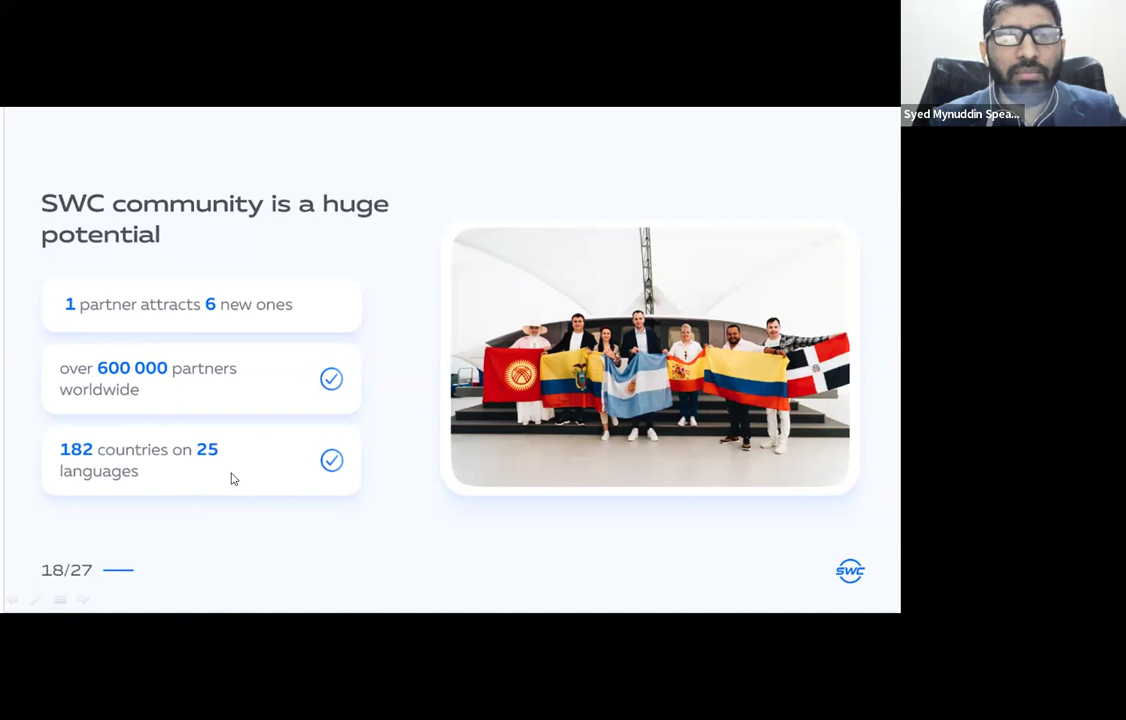 Syed Mynuddin Spea...
SWC community is a huge
potential
1 partner attracts 6 new ones
over 600 000 partners
worldwide
182 countries on 25
languages
18/27
SWC